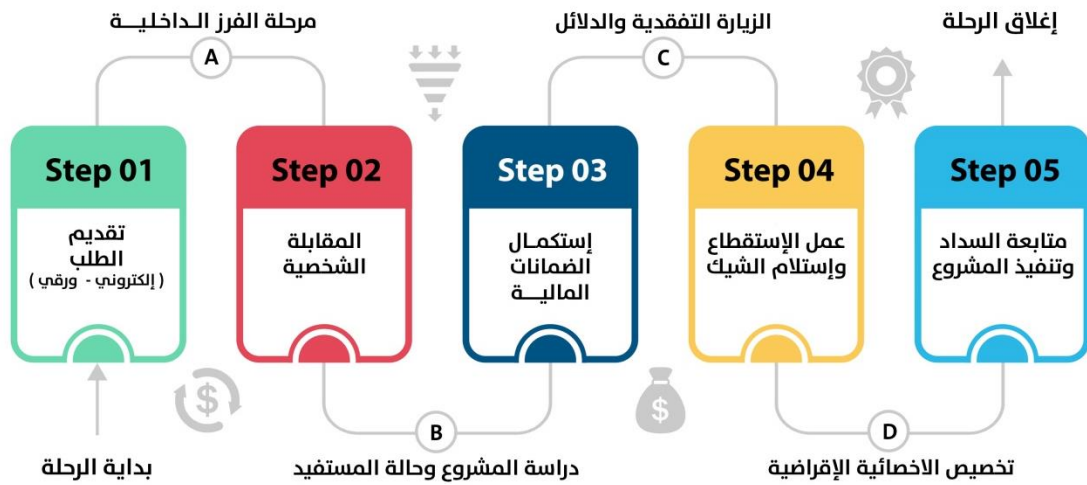 مرحلة الفرز الـداخليـــة
الزيارة التفقدية والدلائل
إغلاق الرحلة
A
C
Step 01
تقديم
الطلب
( إلكتروني - ورقي )
Step 02
المقابلة
الشخصية
Step 03
إستكمـال
الضمانات
الماليـــة
Step 04
عمل الإستقطاع
وإستلام الشيك
Step 05
متابعة السداد
وتنفيذ المشروع
$
$
B
D
بداية الرحلة
دراسة المشروع وحالة المستفيد
تخصيص الاخصائية الإقراضية